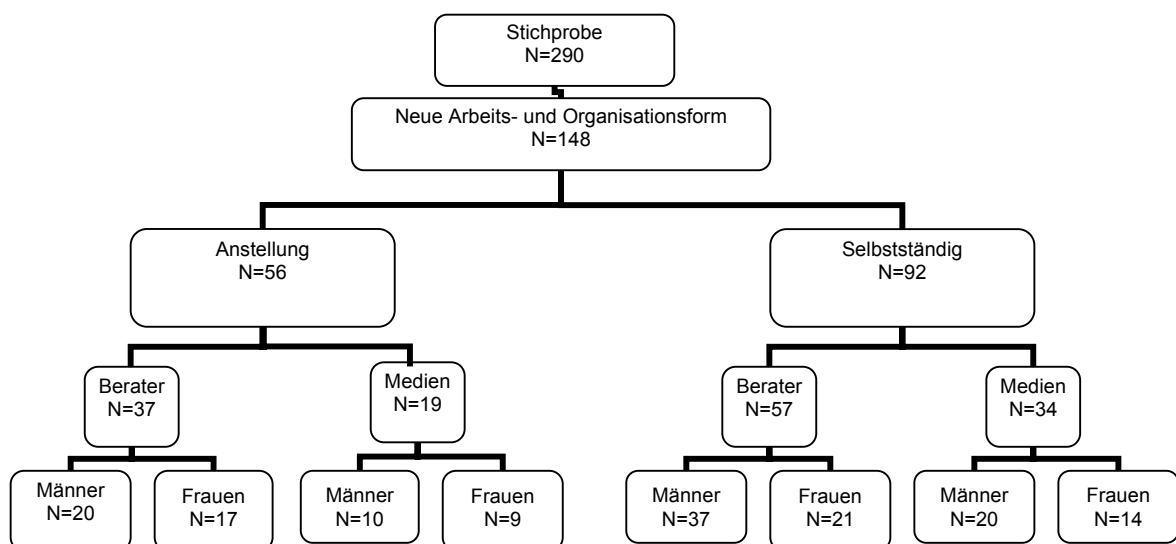 Stichprobe
N=290
Neue Arbeits- und Organisationsform
N=148
Anstellung
N=56
Selbstständig
N=92
Berater
N=37
Medien
N=19
Berater
N=57
Medien
N=34
Männer
N=20
Frauen
N=17
Männer
N=10
Frauen
N=9
Männer
N=37
Frauen
N=21
Männer
N=20
Frauen
N=14